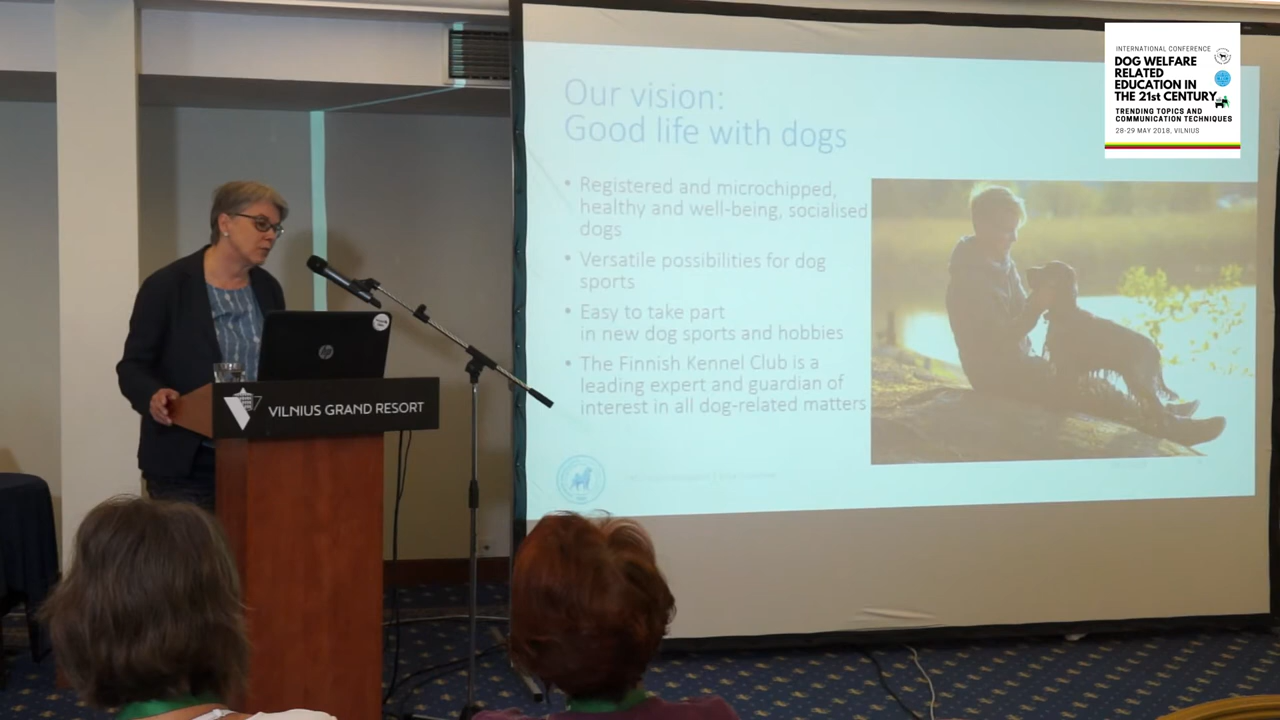 Our vision:
Good life with dogs
• Registered and microchipped,
healthy and well-being, socialised
dogs
• Versatile possibilities for dog
sports
• Easy to take part
in new dog sports and hobbies
• The Finnish Kennel Club is a
leading expert and guardian of
interest in all dog-related matters
INTERNATIONAL CONFERENCE
DOG WELFARE
RELATED
EDUCATION IN
THE 21st CENTURY
TRENDING TOPICS AND
COMMUNICATION TECHNIQUES
28-29 MAY 2018, VILNIUS
hp
VILNIUS GRAND RESORT